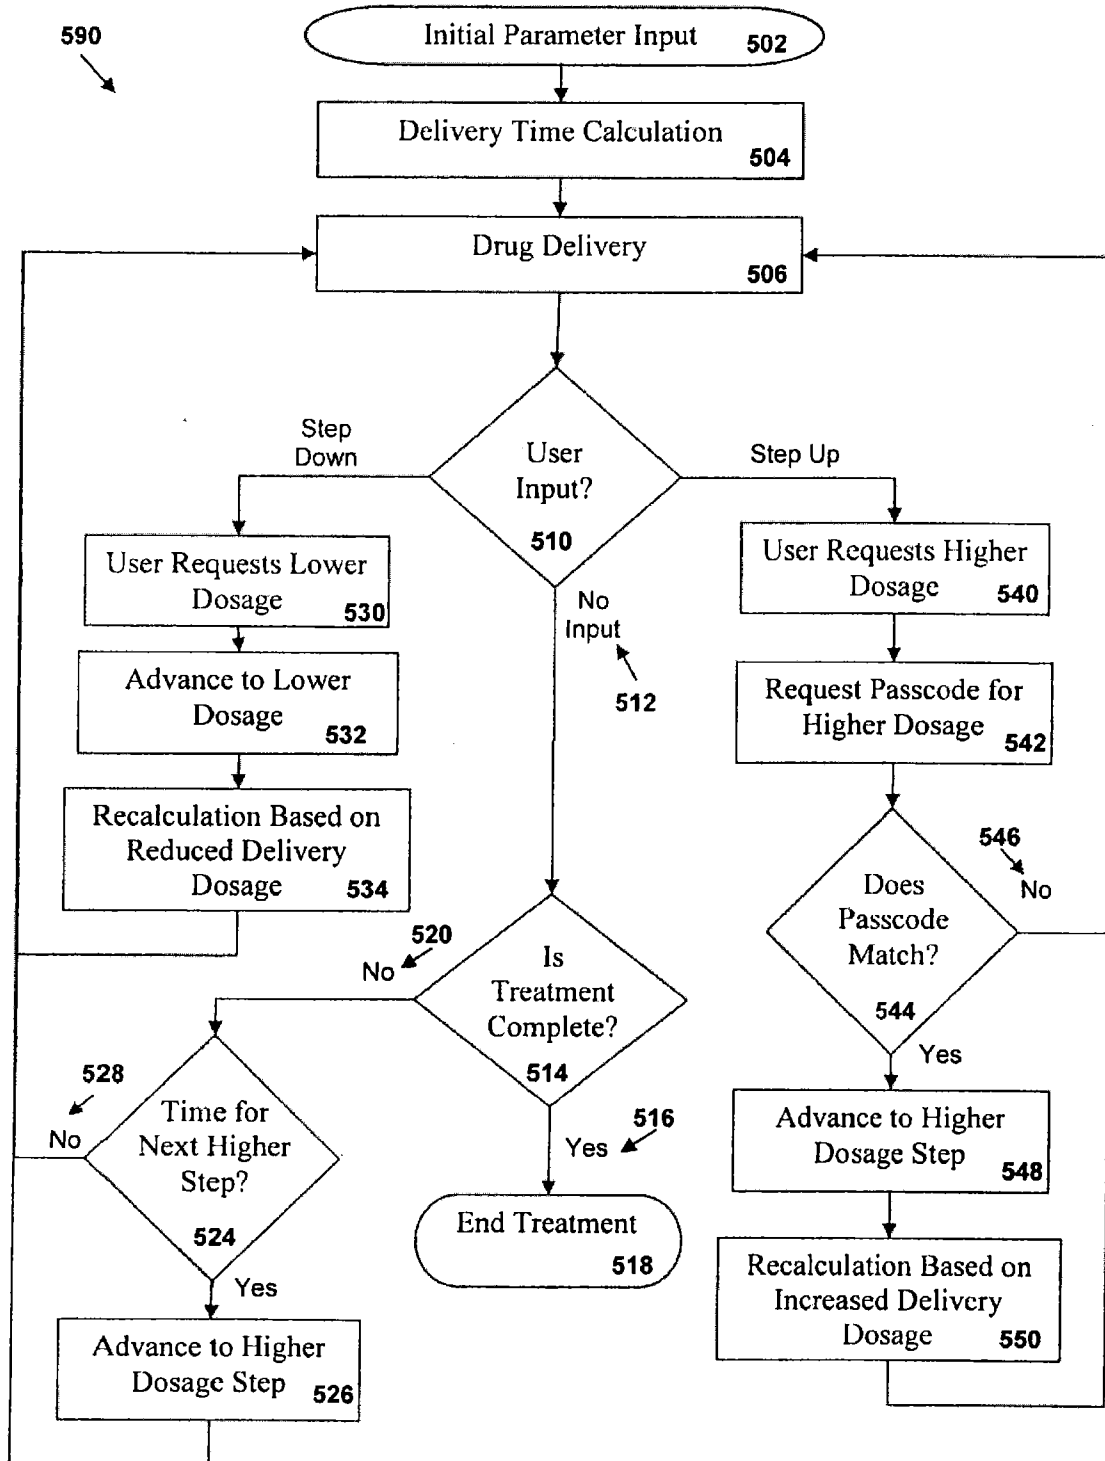 590
Initial Parameter Input
502
Delivery Time Calculation
504
Drug Delivery
506
Step
Down
User
Input?
510
Step Up
User Requests Lower
Dosage
530
No
Input
512
User Requests Higher
Dosage
540
Advance to Lower
Dosage
532
Request Passcode for
Higher Dosage
542
Recalculation Based on
Reduced Delivery
Dosage
534
546
No
Does
Passcode
Match?
544
520
No
Is
Treatment
Complete?
514
Yes
528
No
Time for
Next Higher
Step?
524
516
Yes
Advance to Higher
Dosage Step
548
End Treatment
518
Yes
Recalculation Based on
Increased Delivery
Dosage
550
Advance to Higher
Dosage Step
526